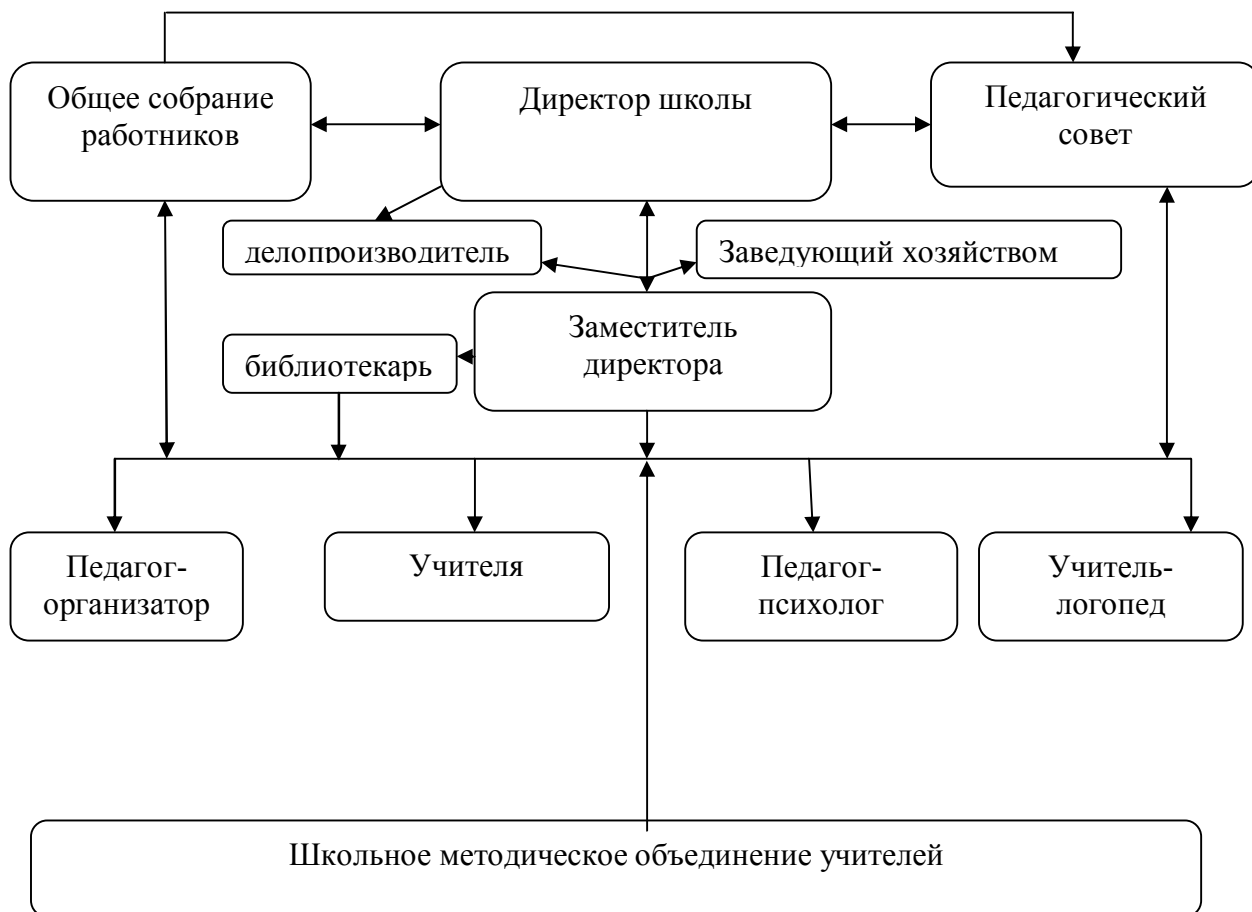 Общее собрание
работников
Директор школы
Педагогический
совет
делопроизводитель
Заведующий хозяйством
Заместитель
директора
библиотекарь
Педагог-
организатор
Учителя
Педагог-
психолог
Учитель-
логопед
Школьное методическое объединение учителей